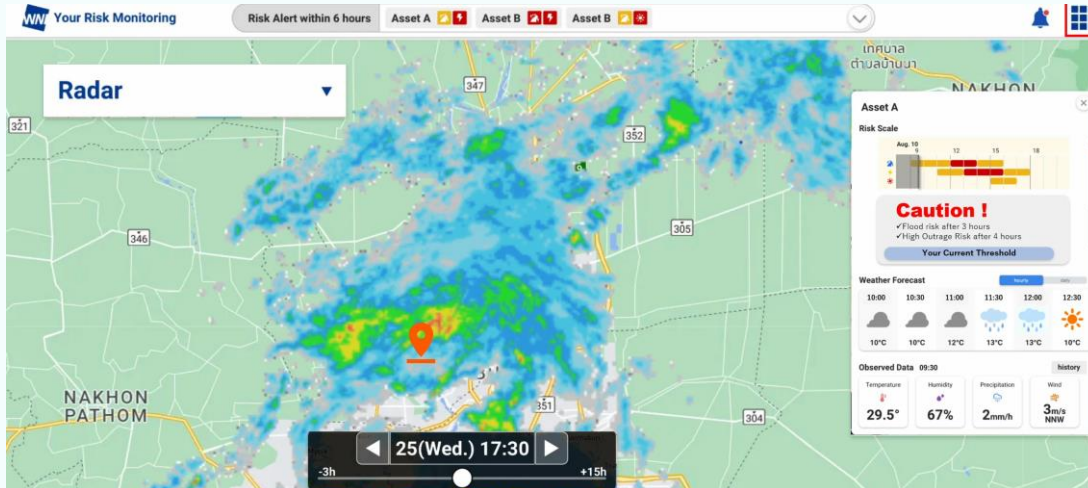 WNI Your Risk Monitoring
Risk Alert within 6 hours
Asset A
Asset B
Asset B
Radar
321
347
352
346
305
351
304
เทศบาล
ตำบลบ้านนา
NAKHON
NAKHON
PATHOM
25(Wed.) 17:30
-3h
+15h
Asset A
Risk Scale
Aug. 10
9 12 15 18
Caution !
✓Flood risk after 3 hours
✓High Outrage Risk after 4 hours
Your Current Threshold
Weather Forecast
hourly
10:00 10:30 11:00 11:30 12:00 12:30
10°C 10°C 12°C 13°C 13°C 10°C
Observed Data 09:30
history
Temperature Humidity Precipitation Wind
29.5° 67% 2mm/h 3m/s
NNW